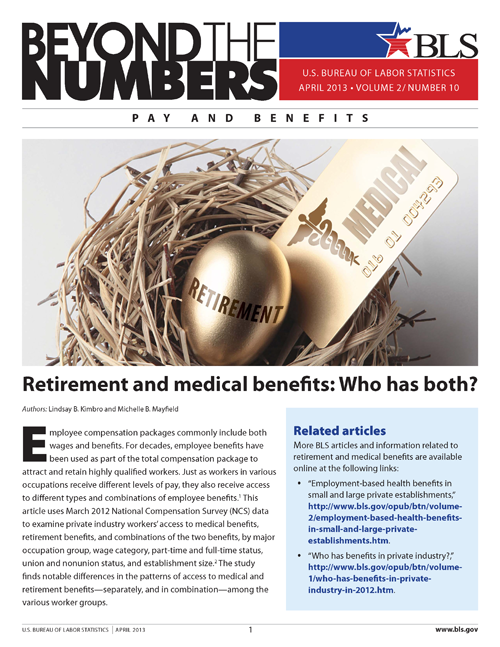 BEYOND THE
NUMBERS
BLS
U.S. BUREAU OF LABOR STATISTICS
APRIL 2013 • VOLUME 2/ NUMBER 10
PAY AND BENEFITS
RETIREMENT
MEDICAL
016 01 004293
Retirement and medical benefits: Who has both?
Authors: Lindsay B. Kimbro and Michelle B. Mayfield
Employee compensation packages commonly include both
wages and benefits. For decades, employee benefits have
been used as part of the total compensation package to
attract and retain highly qualified workers. Just as workers in various
occupations receive different levels of pay, they also receive access
to different types and combinations of employee benefits.¹ This
article uses March 2012 National Compensation Survey (NCS) data
to examine private industry workers' access to medical benefits,
retirement benefits, and combinations of the two benefits, by major
occupation group, wage category, part-time and full-time status,
union and nonunion status, and establishment size.² The study
finds notable differences in the patterns of access to medical and
retirement benefits—separately, and in combination—among the
various worker groups.
Related articles
More BLS articles and information related to
retirement and medical benefits are available
online at the following links:
• "Employment-based health benefits in
small and large private establishments,"
http://www.bls.gov/opub/btn/volume-
2/employment-based-health-benefits-
in-small-and-large-private-
establishments.htm.
• "Who has benefits in private industry?,"
http://www.bls.gov/opub/btn/volume-
1/who-has-benefits-in-private-
industry-in-2012.htm.
U.S. BUREAU OF LABOR STATISTICS | APRIL 2013
1
www.bls.gov